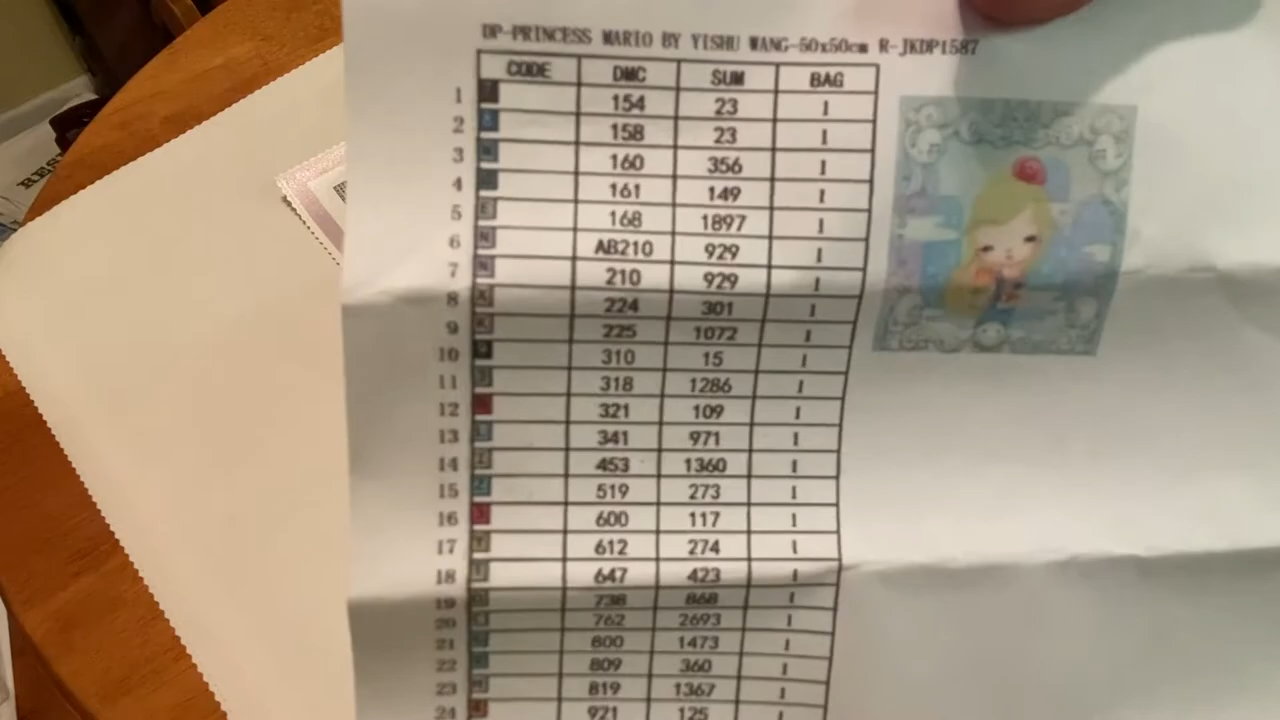 DP-PRINCESS MARIO BY YISHU WANG-50x50cm R-JKDP1587
CODE DMC SUM BAG
1 154 23 1
2 158 23 1
3 160 356 1
4 161 149 1
5 E 168 1897 1
6 N AB210 929 1
7 N 210 929 1
8 X 224 301 1
9 K 225 1072 1
10 310 15 1
11 318 1286 1
12 321 109 1
13 L 341 971 1
14 I 453 1360 1
15 Z 519 273 1
16 600 117 1
17 Y 612 274 1
18 T 647 423 1
19 738 868 1
20 762 2693 1
21 800 1473 1
22 809 360 1
23 M 819 1367 1
24 921 125 1